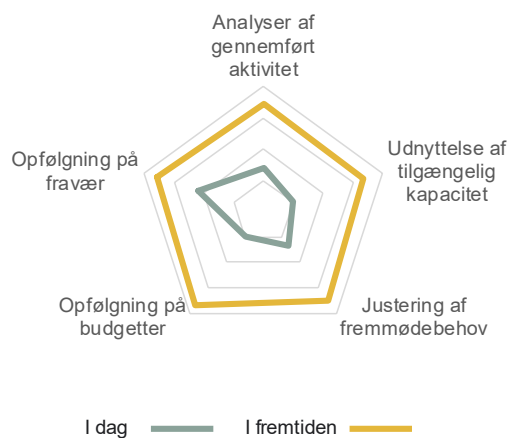 Analyser af
gennemført
aktivitet
Udnyttelse af
tilgængelig
kapacitet
Opfølgning på
fravær
Opfølgning på
budgetter
Justering af
fremmødebehov
I dag
I fremtiden